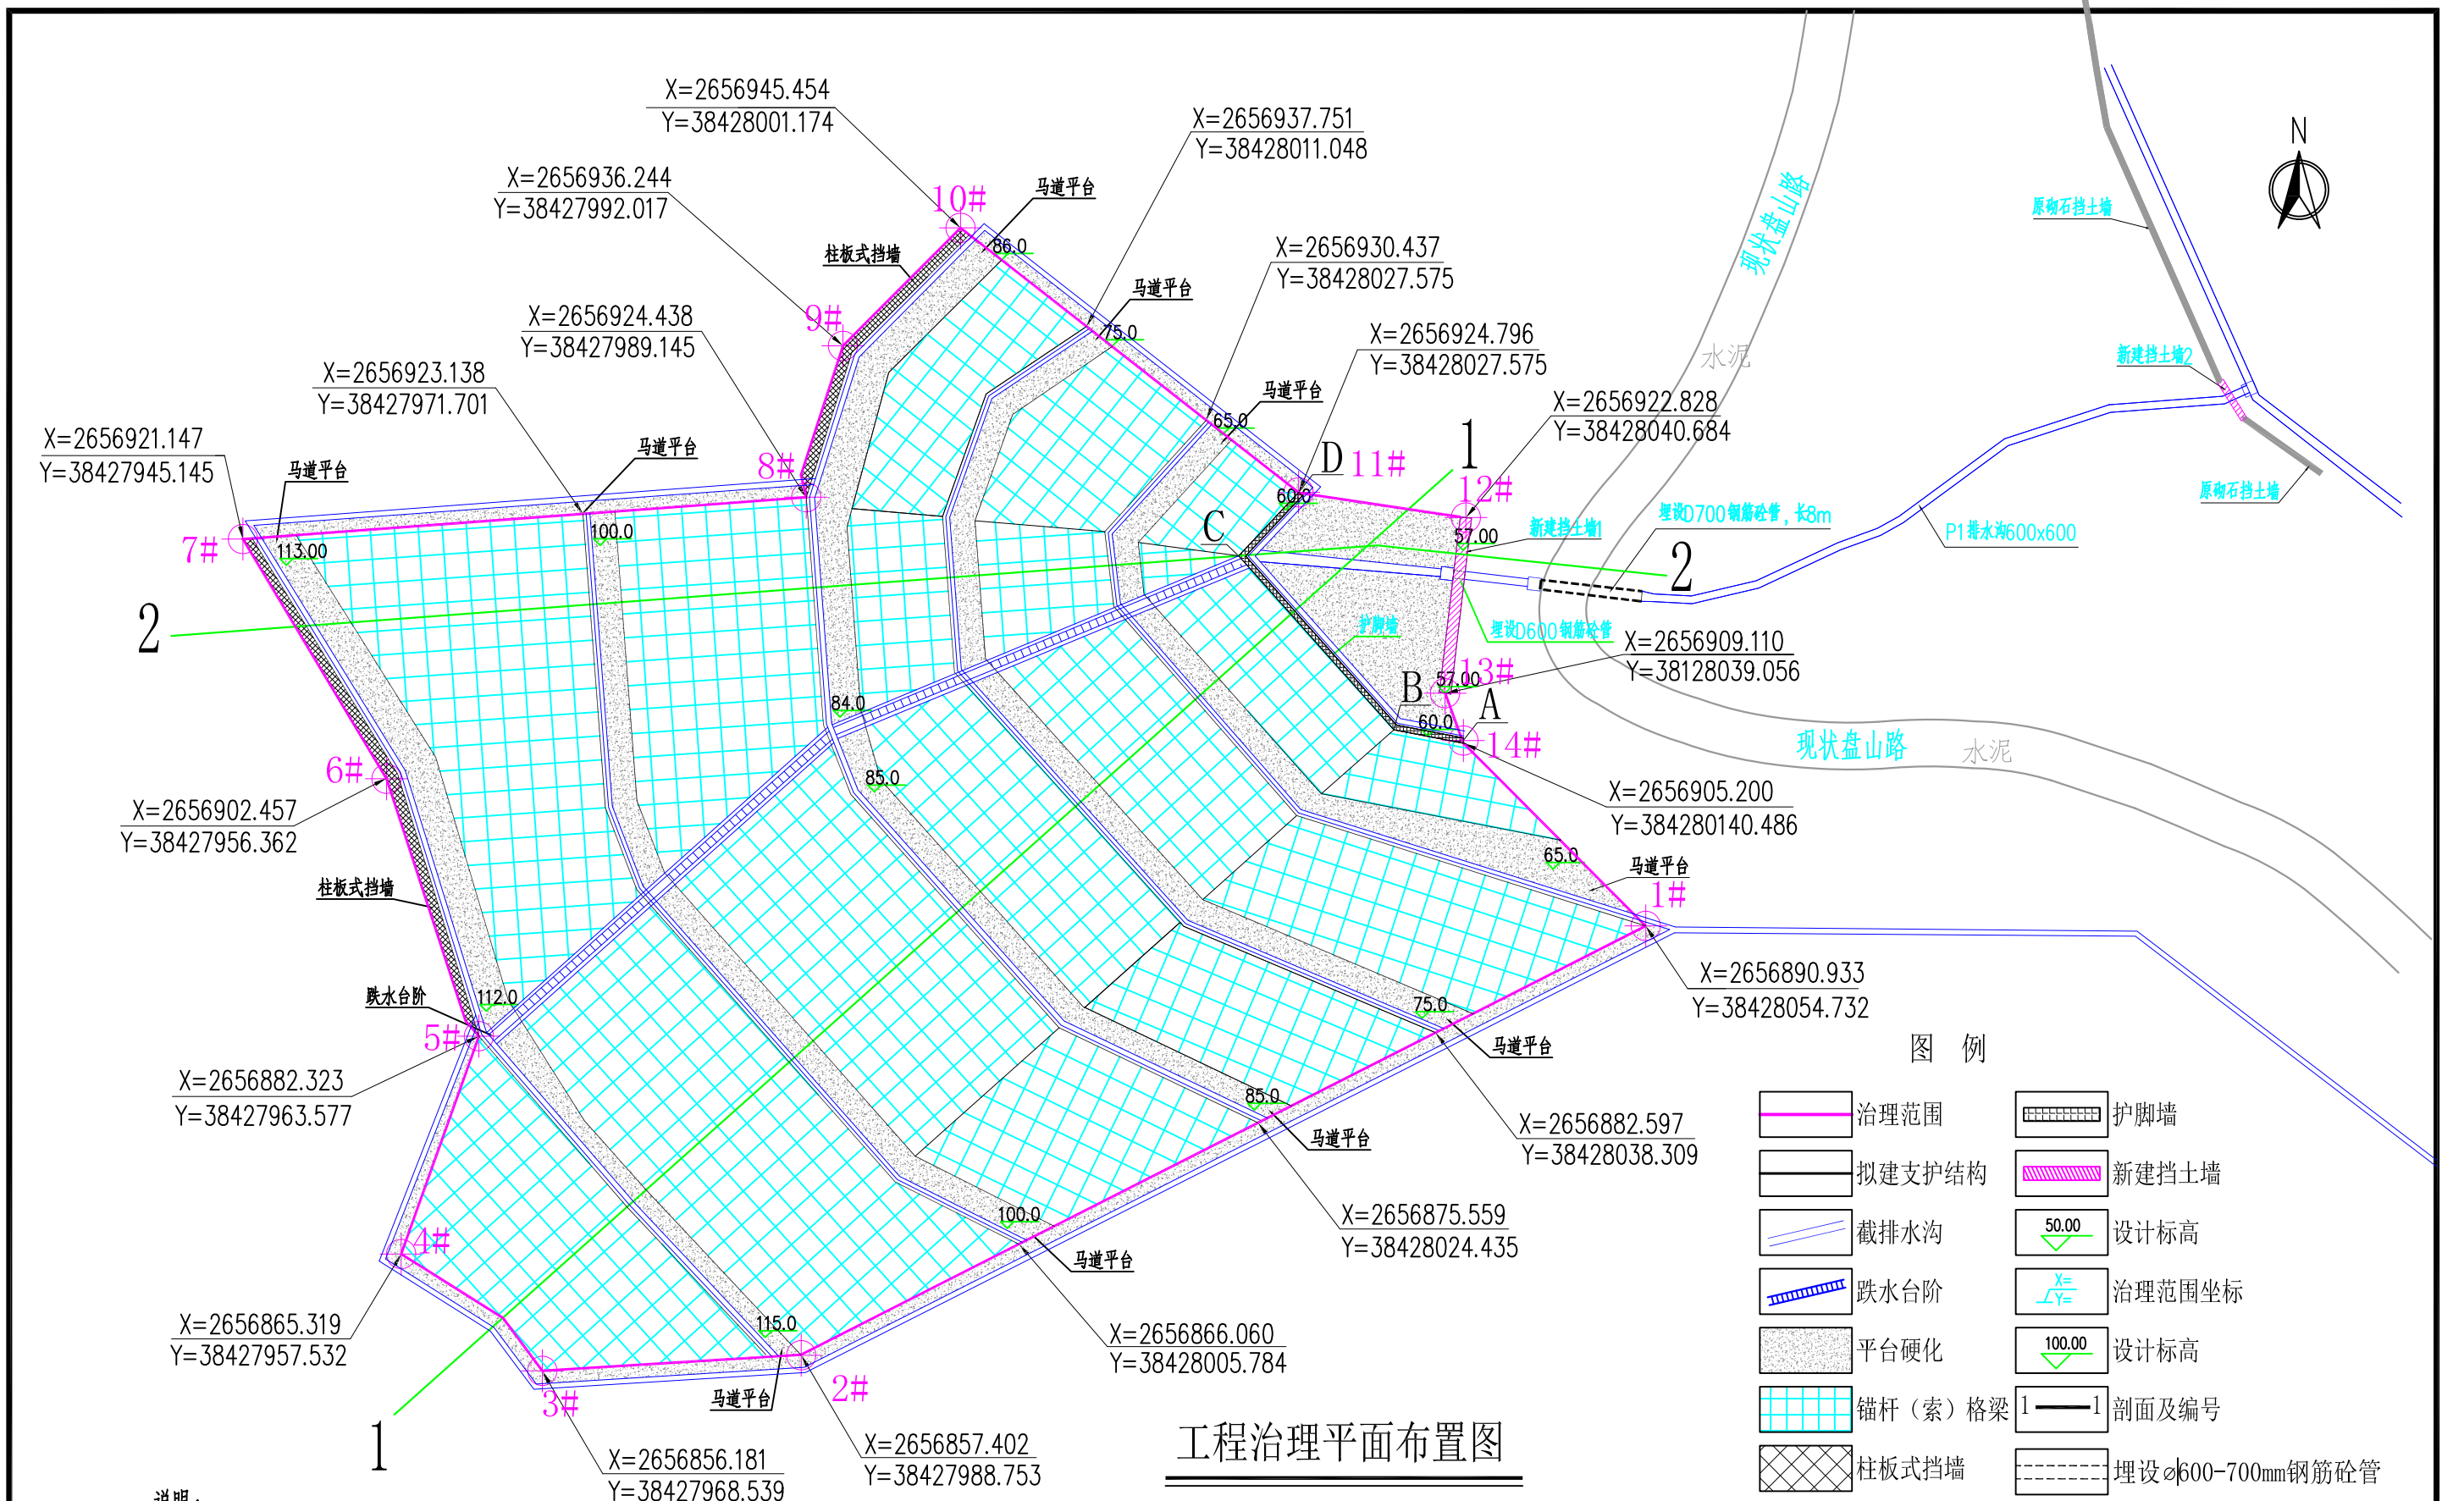 X=2656945.454
Y=38428001.174
X=2656937.751
Y=38428011.048
N
X=2656936.244
Y=38427992.017
10#
马道平台
86.0
柱板式挡墙
X=2656930.437
Y=38428027.575
现状盘山路
原砌石挡土墙
马道平台
75.0
X=2656924.438
Y=38427989.145
9#
X=2656924.796
Y=38428027.575
水泥
新建挡土墙2
X=2656923.138
Y=38427971.701
马道平台
65.0
X=2656922.828
Y=38428040.684
X=2656921.147
Y=38427945.145
马道平台
马道平台
8#
D
11#
1
12#
60.0
原砌石挡土墙
埋设D700钢筋砼管，长8m
新建挡土墙1
P1排水沟600x600
7#
113.00
100.0
C
57.00
2
2
护脚墙
埋设D600钢筋砼管
X=2656909.110
Y=38128039.056
13#
57.00
B
A
60.0
14#
84.0
85.0
现状盘山路
水泥
6#
X=2656902.457
Y=38427956.362
X=2656905.200
Y=384280140.486
65.0
马道平台
1#
柱板式挡墙
跌水台阶
112.0
5#
X=2656890.933
Y=38428054.732
75.0
马道平台
X=2656882.323
Y=38427963.577
85.0
马道平台
X=2656882.597
Y=38428038.309
100.0
马道平台
X=2656875.559
Y=38428024.435
4#
X=2656865.319
Y=38427957.532
115.0
X=2656866.060
Y=38428005.784
马道平台
2#
3#
1
X=2656857.402
Y=38427988.753
X=2656856.181
Y=38427968.539
工程治理平面布置图
图 例
治理范围
护脚墙
拟建支护结构
新建挡土墙
截排水沟
50.00
设计标高
跌水台阶
X=
Y=
治理范围坐标
平台硬化
100.00
设计标高
锚杆（索）格梁
1 1
剖面及编号
柱板式挡墙
埋设⌀600-700mm钢筋砼管
说明：